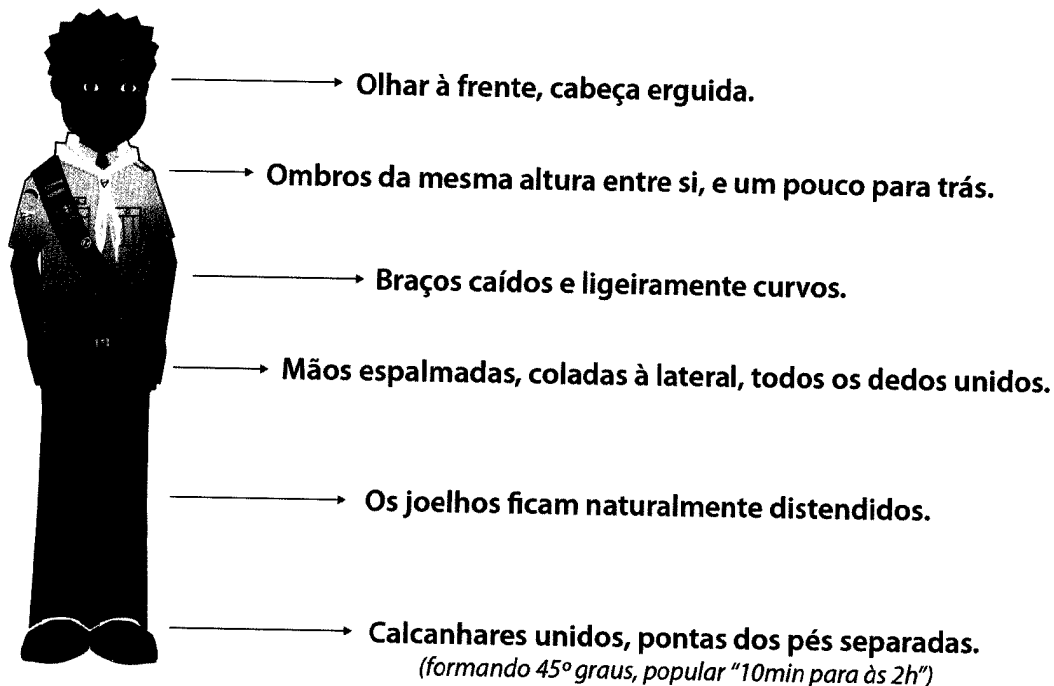 Olhar à frente, cabeça erguida.
Ombros da mesma altura entre si, e um pouco para trás.
Braços caídos e ligeiramente curvos.
Mãos espalmadas, coladas à lateral, todos os dedos unidos.
Os joelhos ficam naturalmente distendidos.
Calcanhares unidos, pontas dos pés separadas.
(formando 45º graus, popular “10min para às 2h”)